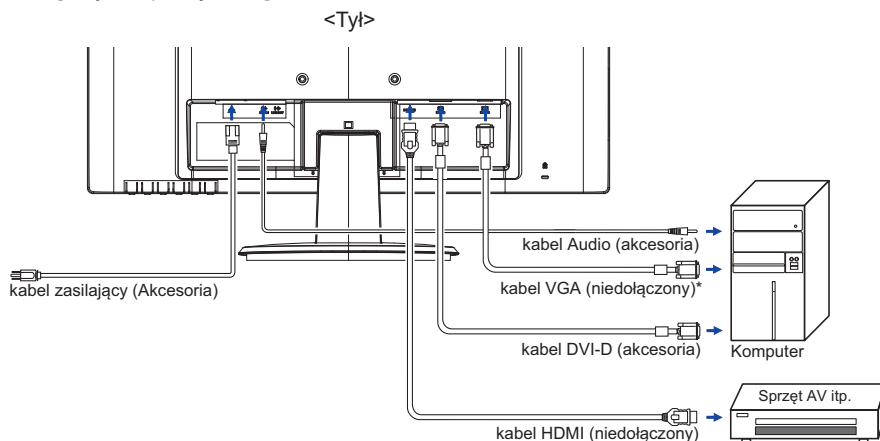 <Tył>
kabel Audio (akcesoria)
kabel zasilający (Akcesoria)
kabel VGA (niedołączony)*
kabel DVI-D (akcesoria)
Komputer
Sprzęt AV itp.
kabel HDMI (niedołączony)